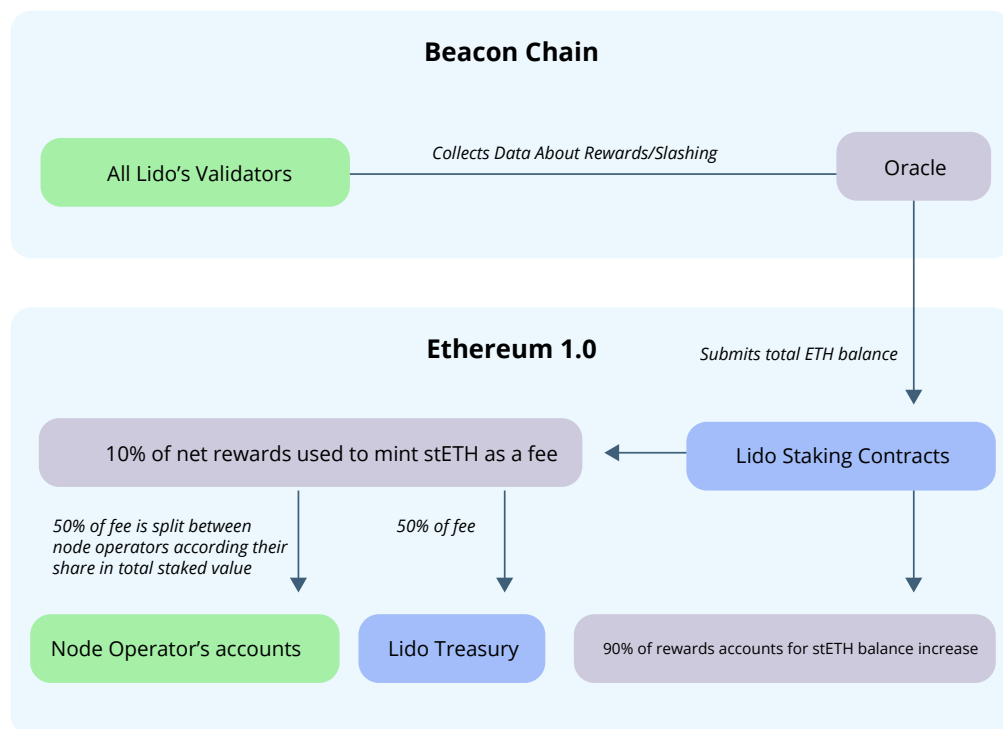 Beacon Chain
All Lido’s Validators
Collects Data About Rewards/Slashing
Oracle
Ethereum 1.0
Submits total ETH balance
10% of net rewards used to mint stETH as a fee
Lido Staking Contracts
50% of fee is split between
node operators according their
share in total staked value
50% of fee
Node Operator’s accounts
Lido Treasury
90% of rewards accounts for stETH balance increase